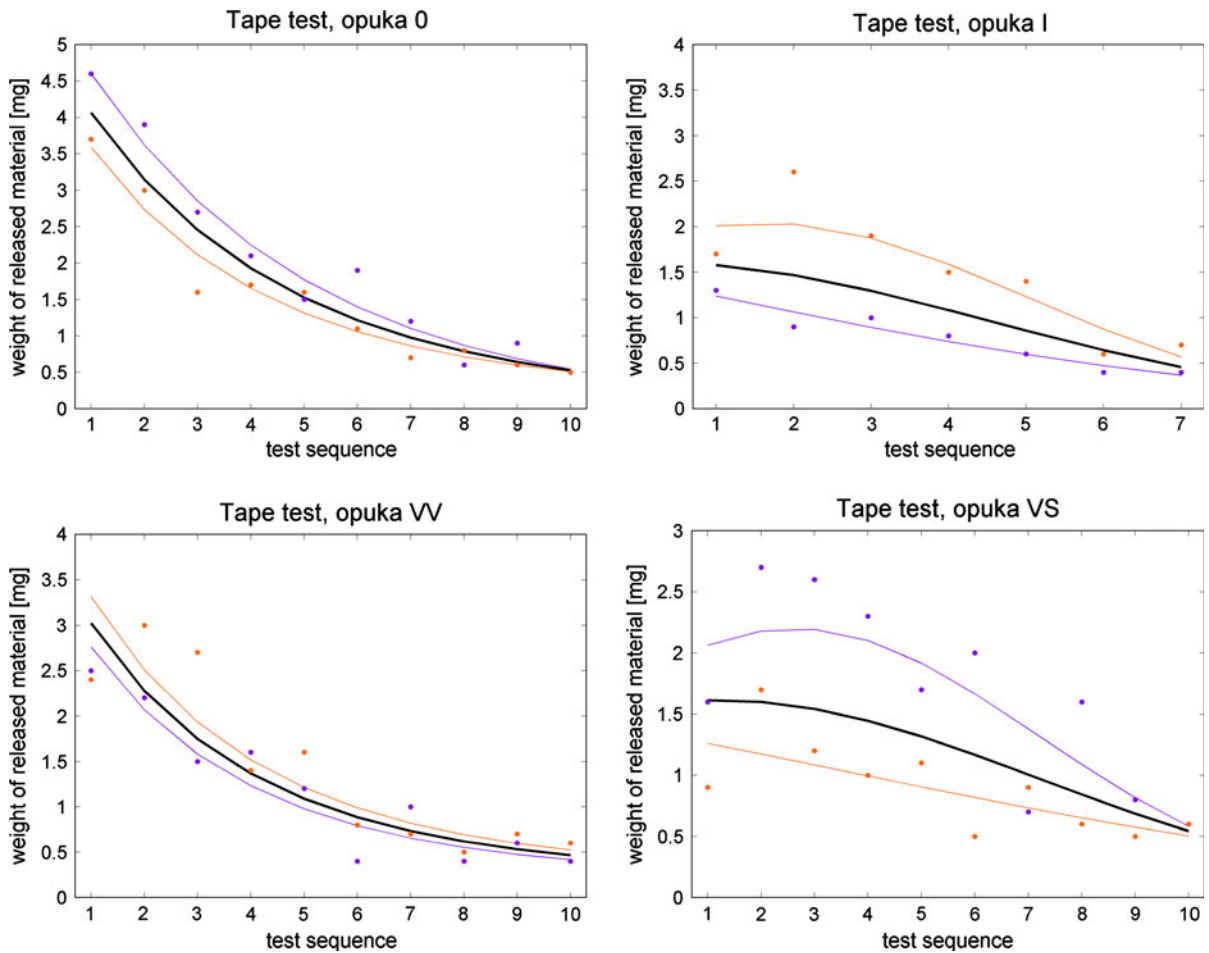 Tape test, opuka 0
weight of released material [mg]
5
4.5
4
3.5
3
2.5
2
1.5
1
0.5
0
1 2 3 4 5 6 7 8 9 10
test sequence
Tape test, opuka I
weight of released material [mg]
4
3.5
3
2.5
2
1.5
1
0.5
0
1 2 3 4 5 6 7
test sequence
Tape test, opuka VV
weight of released material [mg]
4
3.5
3
2.5
2
1.5
1
0.5
0
1 2 3 4 5 6 7 8 9 10
test sequence
Tape test, opuka VS
weight of released material [mg]
3
2.5
2
1.5
1
0.5
0
1 2 3 4 5 6 7 8 9 10
test sequence